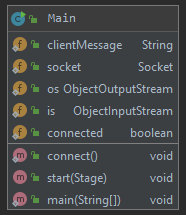 Main
clientMessage String
socket Socket
os ObjectOutputStream
is ObjectInputStream
connected boolean
connect() void
start(Stage) void
main(String[]) void